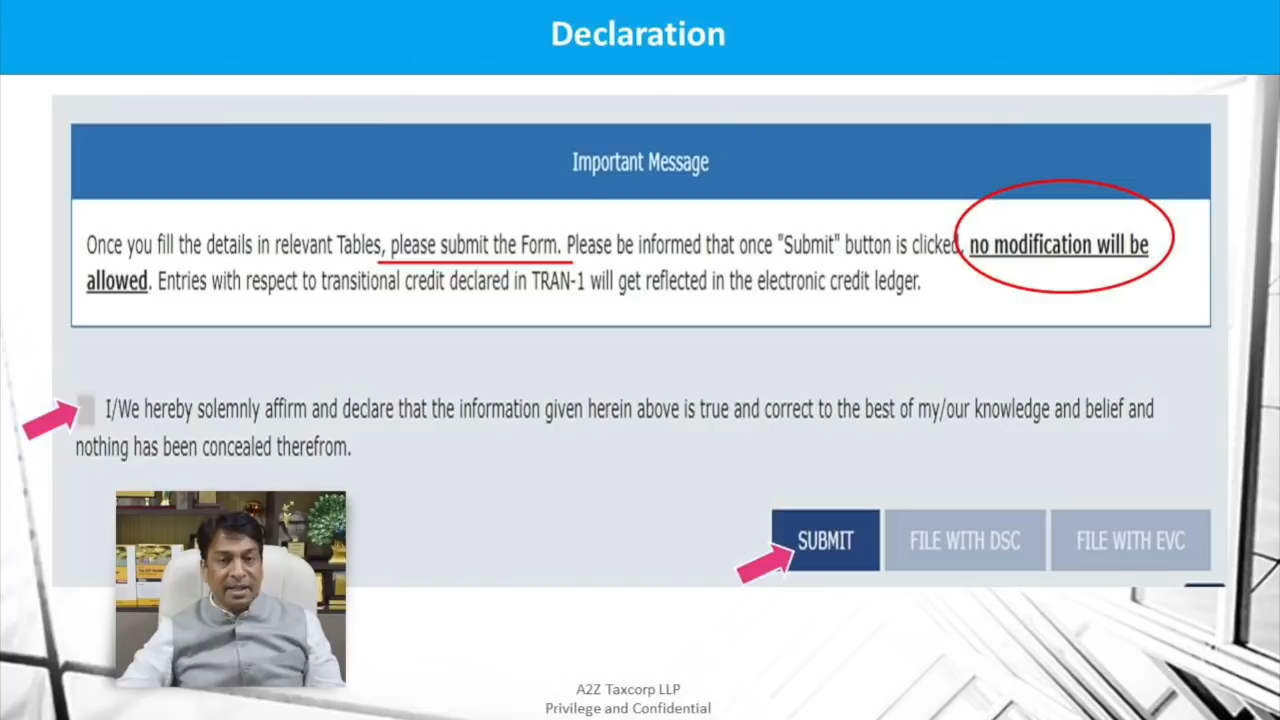 Declaration
Important Message
Once you fill the details in relevant Tables, please submit the Form. Please be informed that once "Submit" button is clicked, no modification will be
allowed. Entries with respect to transitional credit declared in TRAN-1 will get reflected in the electronic credit ledger.
I/We hereby solemnly affirm and declare that the information given herein above is true and correct to the best of my/our knowledge and belief and
nothing has been concealed therefrom.
SUBMIT
FILE WITH DSC
FILE WITH EVC
A2Z Taxcorp LLP
Privilege and Confidential